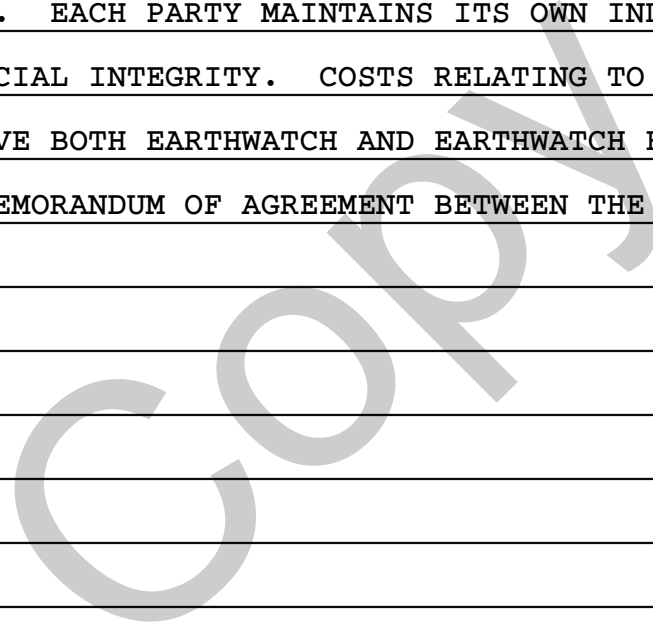 . EACH PARTY MAINTAINS ITS OWN
CIAL INTEGRITY. COSTS RELATING TO
VE BOTH EARTHWATCH AND EARTHWATCH
EMORANDUM OF AGREEMENT BETWEEN THE
Copy